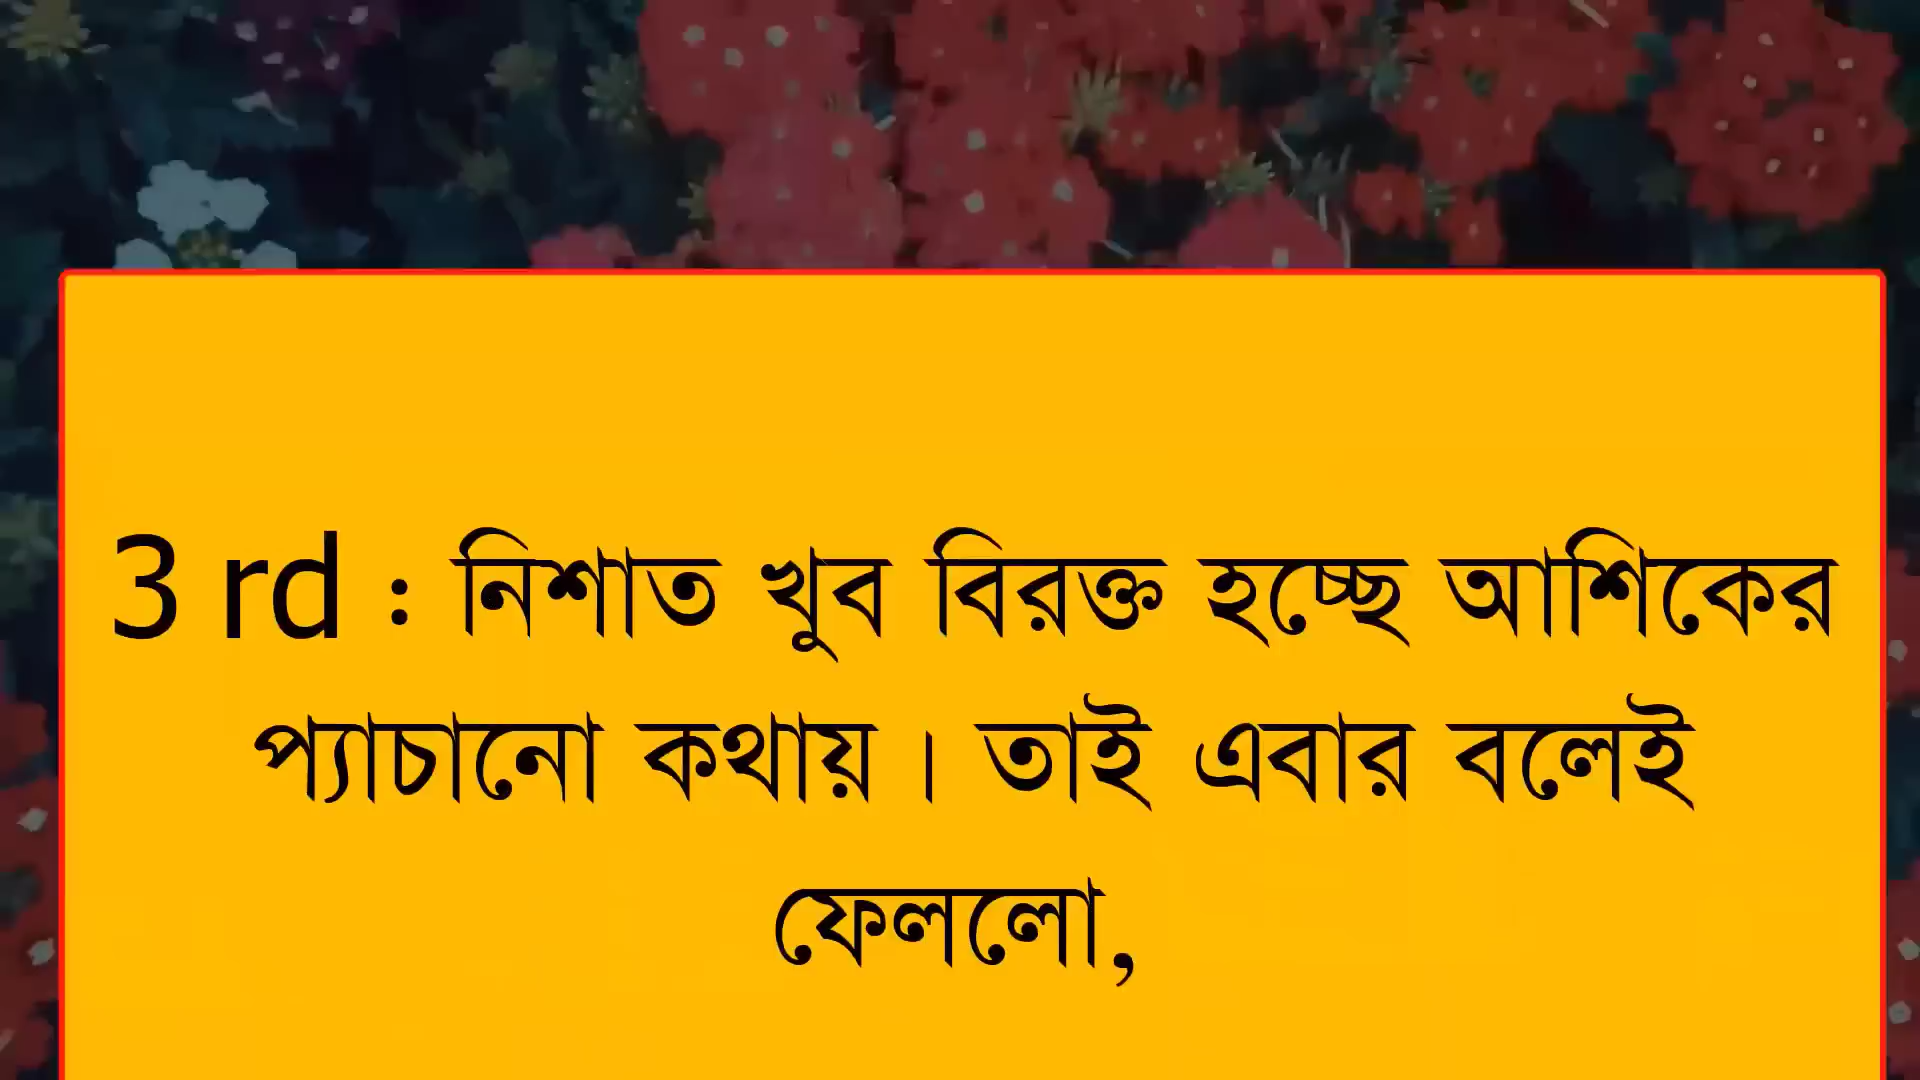 3 rd : নিশাত খুব বিরক্ত হচ্ছে আশিকের
প্যাচানো কথায় । তাই এবার বলেই
ফেললো,